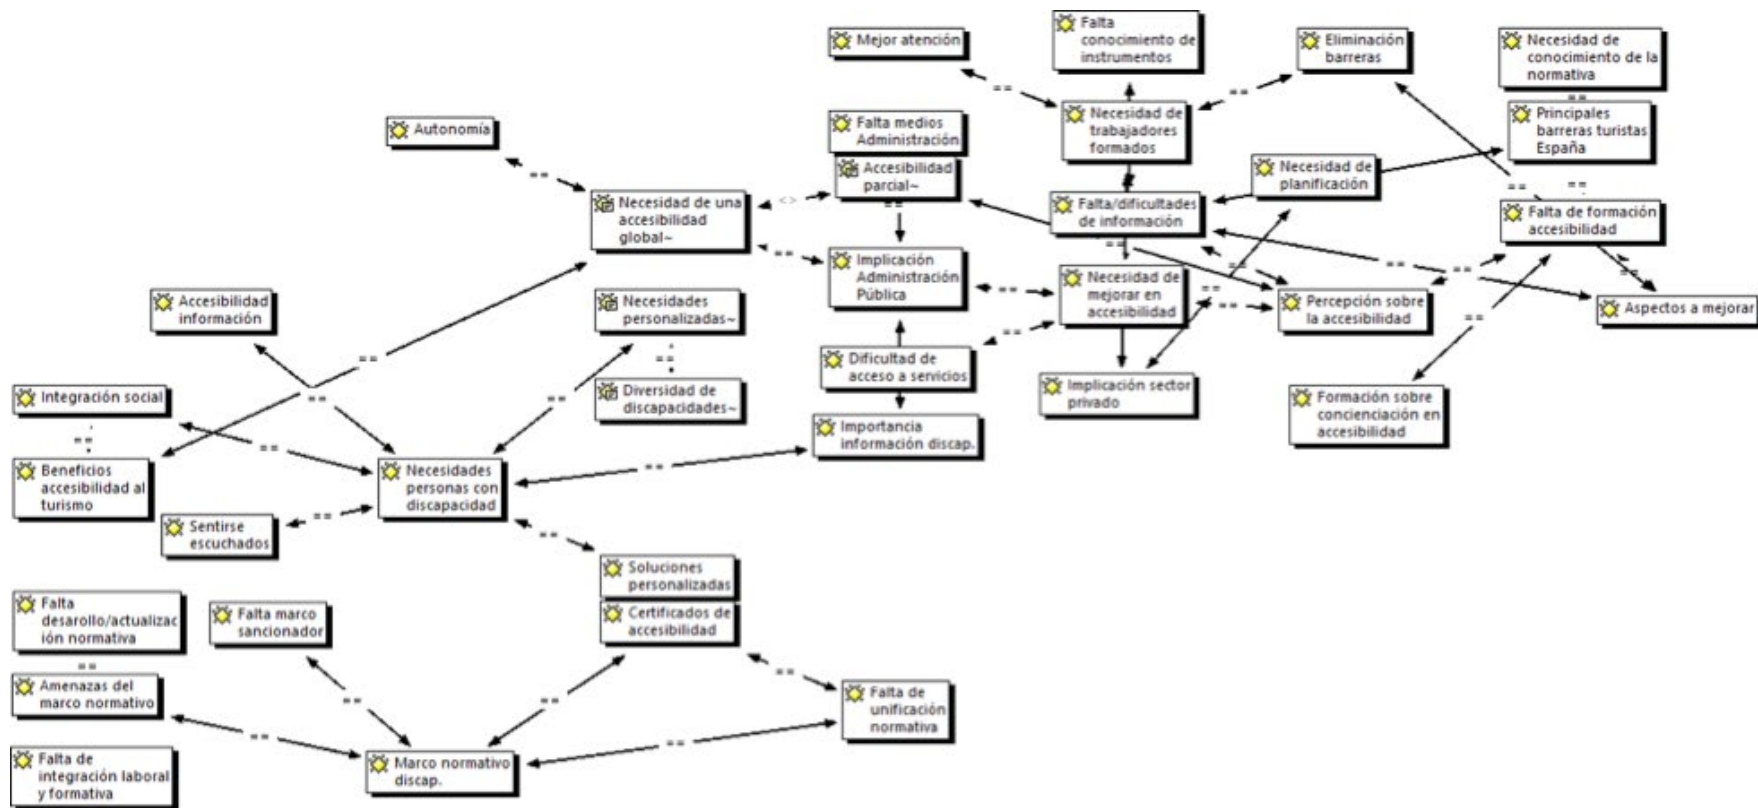 Mejor atención
Falta
conocimiento de
instrumentos
Eliminación
barreras
Necesidad de
conocimiento de la
normativa
==
Autonomía
Falta medios
Administración
Necesidad de
trabajadores
formados
Principales
barreras turistas
España
Accesibilidad
parcial~
Necesidad de
planificación
Necesidad de una
accesibilidad
global~
<>
Falta/dificultades
de información
Falta de formación
accesibilidad
Implicación
Administración
Pública
Necesidad de
mejorar en
accesibilidad
Percepción sobre
la accesibilidad
Aspectos a mejorar
Accesibilidad
información
Necesidades
personalizadas~
Dificultad de
acceso a servicios
Implicación sector
privado
Formación sobre
concienciación en
accesibilidad
Integración social
Diversidad de
discapacidades~
Importancia
información discap.
Beneficios
accesibilidad al
turismo
Necesidades
personas con
discapacidad
Sentirse
escuchados
Soluciones
personalizadas
Falta
desarollo/actualizac
ión normativa
Falta marco
sancionador
Certificados de
accesibilidad
Amenazas del
marco normativo
Falta de
unificación
normativa
Falta de
integración laboral
y formativa
Marco normativo
discap.